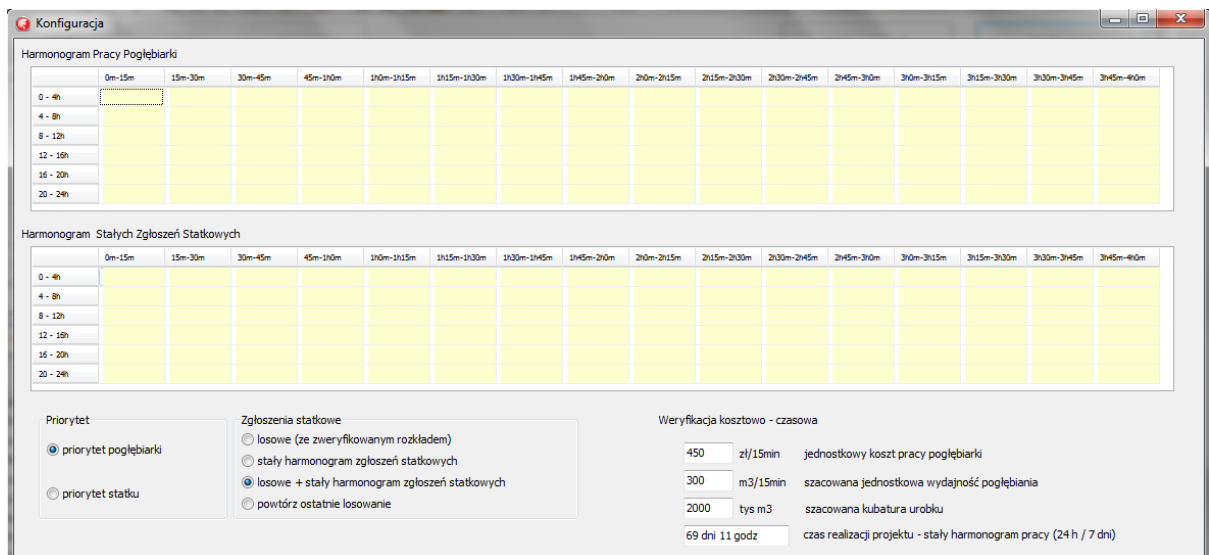 Konfiguracja
Harmonogram Pracy Pogłębiarki
0m-15m 15m-30m 30m-45m 45m-1h0m 1h0m-1h15m 1h15m-1h30m 1h30m-1h45m 1h45m-2h0m 2h0m-2h15m 2h15m-2h30m 2h30m-2h45m 2h45m-3h0m 3h0m-3h15m 3h15m-3h30m 3h30m-3h45m 3h45m-4h0m
0 - 4h
4 - 8h
8 - 12h
12 - 16h
16 - 20h
20 - 24h
Harmonogram Stałych Zgłoszeń Statkowych
0m-15m 15m-30m 30m-45m 45m-1h0m 1h0m-1h15m 1h15m-1h30m 1h30m-1h45m 1h45m-2h0m 2h0m-2h15m 2h15m-2h30m 2h30m-2h45m 2h45m-3h0m 3h0m-3h15m 3h15m-3h30m 3h30m-3h45m 3h45m-4h0m
0 - 4h
4 - 8h
8 - 12h
12 - 16h
16 - 20h
20 - 24h
Priorytet
priorytet pogłębiarki
priorytet statku
Zgłoszenia statkowe
losowe (ze zweryfikowanym rozkładem)
stały harmonogram zgłoszeń statkowych
losowe + stały harmonogram zgłoszeń statkowych
powtórz ostatnie losowanie
Weryfikacja kosztowo - czasowa
450 zł/15min jednostkowy koszt pracy pogłębiarki
300 m3/15min szacowana jednostkowa wydajność pogłębiania
2000 tys m3 szacowana kubatura urobku
69 dni 11 godz czas realizacji projektu - stały harmonogram pracy (24 h / 7 dni)